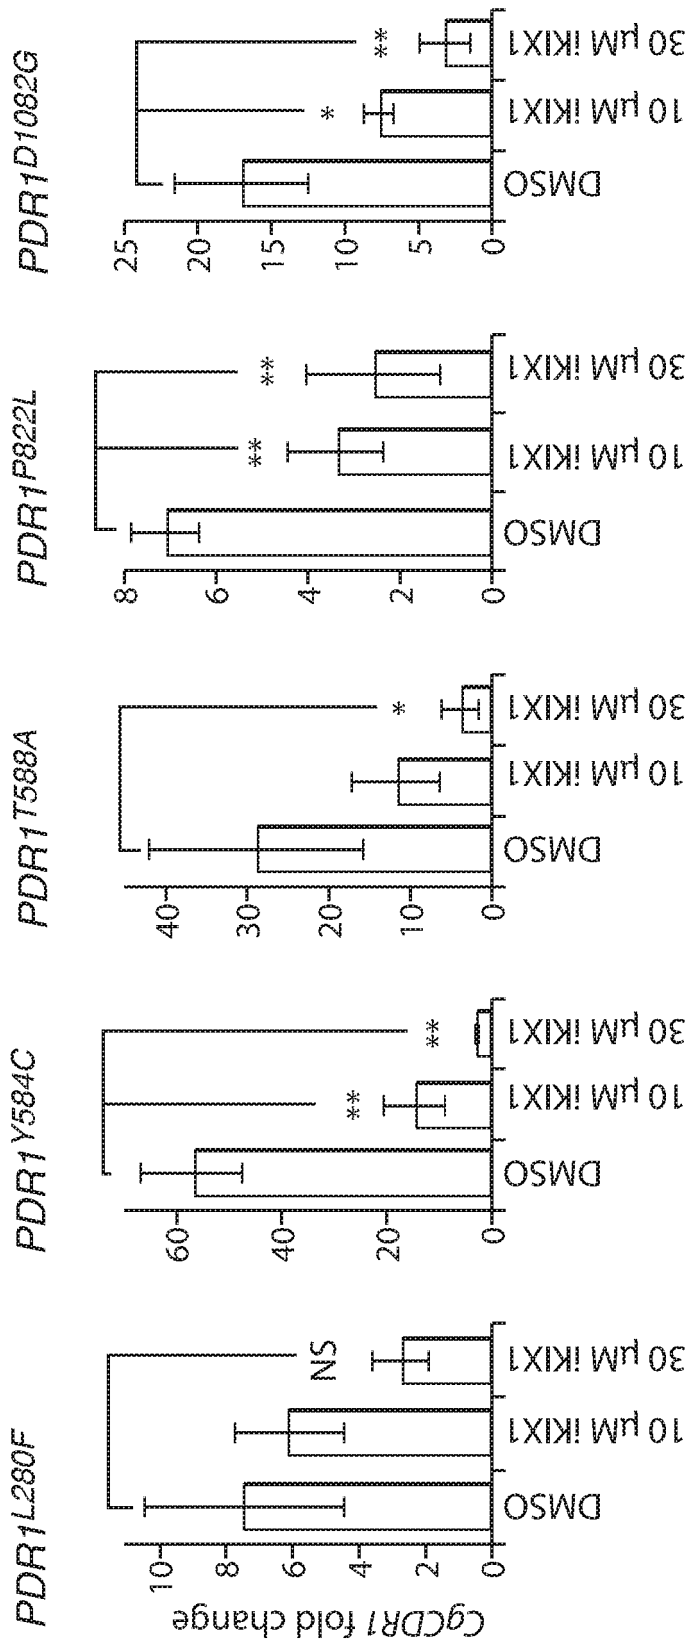 PDR1L280F
CgCDR1 fold change
10
8
6
4
2
0
NS
DMSO
10 µM iKIX1
30 µM iKIX1
PDR1Y584C
60
40
20
0
**
**
DMSO
10 µM iKIX1
30 µM iKIX1
PDR1T588A
40
30
20
10
0
*
DMSO
10 µM iKIX1
30 µM iKIX1
PDR1P822L
8
6
4
2
0
**
**
DMSO
10 µM iKIX1
30 µM iKIX1
PDR1D1082G
25
20
15
10
5
0
*
**
DMSO
10 µM iKIX1
30 µM iKIX1